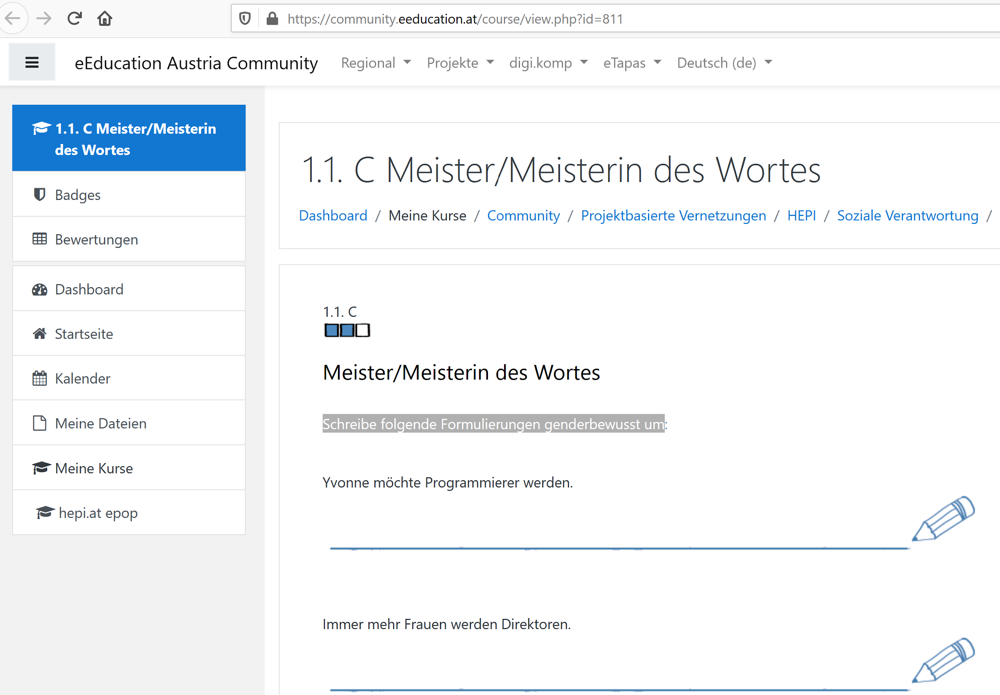 https://community.eeducation.at/course/view.php?id=811
eEducation Austria Community Regional Projekte digi.komp eTapas Deutsch (de)
1.1. C Meister/Meisterin
des Wortes
Badges
Bewertungen
Dashboard
Startseite
Kalender
Meine Dateien
Meine Kurse
hepi.at epop
1.1. C Meister/Meisterin des Wortes
Dashboard / Meine Kurse / Community / Projektbasierte Vernetzungen / HEPI / Soziale Verantwortung /
1.1. C
Meister/Meisterin des Wortes
Schreibe folgende Formulierungen genderbewusst um:
Yvonne möchte Programmierer werden.
Immer mehr Frauen werden Direktoren.